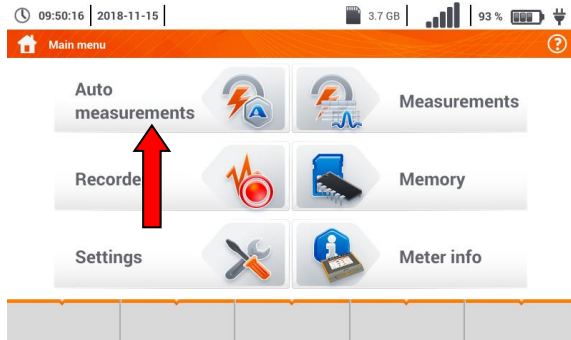 09:50:16 2018-11-15 3.7 GB 93 %
Main menu ?
Auto
measurements
Measurements
Recorde
Memory
Settings
Meter info